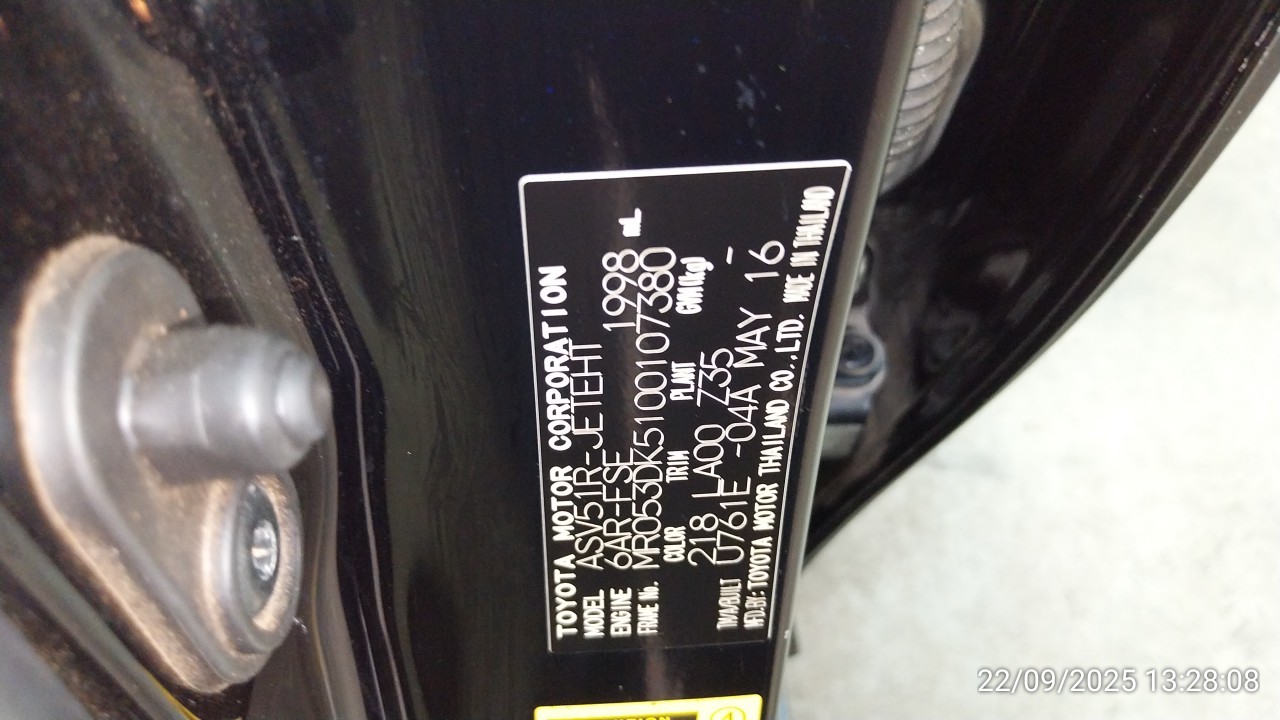 TOYOTA MOTOR CORPORATION
MODEL ASV51R-JETEHT
ENGINE 6AR-FSE 1998 mL
FRAME No. MR053DK5100107380
COLOR TRIM PLANT GVM(kg)
218 LA00 Z35 -
U761E -04A MAY 16
TM/A/BUILT
MFD.BY: TOYOTA MOTOR THAILAND CO.,LTD. MADE IN THAILAND
22/09/2025 13:28:08